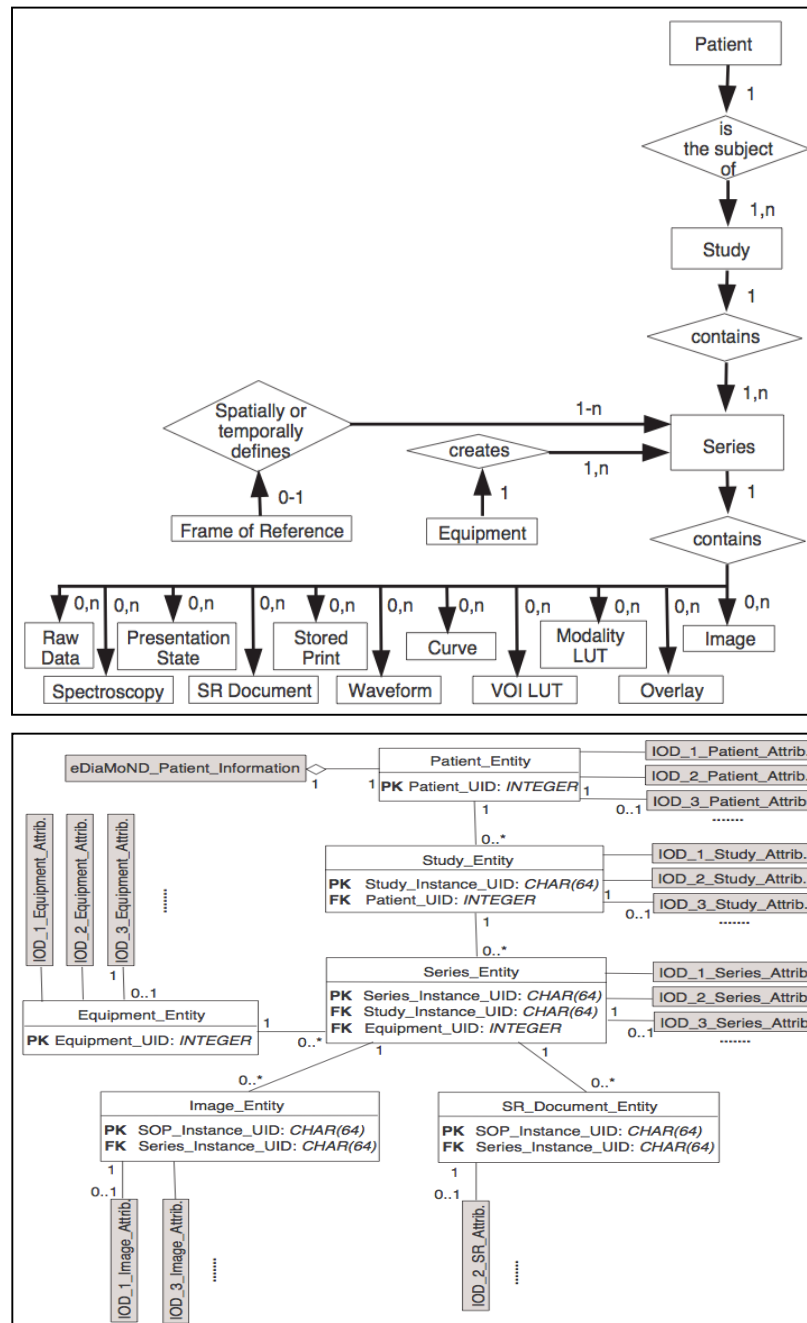 Patient
1
is
the subject
of
1,n
Study
1
contains
1,n
Spatially or
temporally
defines
1-n
creates
1,n
Series
0-1
1
1
Frame of Reference
Equipment
contains
0,n
0,n
0,n
0,n
0,n
0,n
0,n
0,n
0,n
0,n
0,n
Raw
Data
Presentation
State
Stored
Print
Curve
Modality
LUT
Image
Spectroscopy
SR Document
Waveform
VOI LUT
Overlay
eDiaMoND_Patient_Information
1
1
Patient_Entity
PK Patient_UID: INTEGER
1
IOD_1_Patient_Attrib.
IOD_2_Patient_Attrib.
IOD_3_Patient_Attrib.
0..1
.......
1
0..*
Study_Entity
PK Study_Instance_UID: CHAR(64)
FK Patient_UID: INTEGER
1
IOD_1_Study_Attrib.
IOD_2_Study_Attrib.
IOD_3_Study_Attrib.
0..1
.......
1
0..*
Series_Entity
PK Series_Instance_UID: CHAR(64)
FK Study_Instance_UID: CHAR(64)
FK Equipment_UID: INTEGER
1
IOD_1_Series_Attrib
IOD_2_Series_Attrib.
IOD_3_Series_Attrib.
0..1
.......
IOD_1_Equipment_Attrib.
IOD_2_Equipment_Attrib.
IOD_3_Equipment_Attrib.
.......
1
0..1
Equipment_Entity
PK Equipment_UID: INTEGER
1
0..*
1
1
0..*
0..*
Image_Entity
PK SOP_Instance_UID: CHAR(64)
FK Series_Instance_UID: CHAR(64)
1
0..1
IOD_1_Image_Attrib.
IOD_3_Image_Attrib.
.......
SR_Document_Entity
PK SOP_Instance_UID: CHAR(64)
FK Series_Instance_UID: CHAR(64)
1
0..1
IOD_2_SR_Attrib.
.......